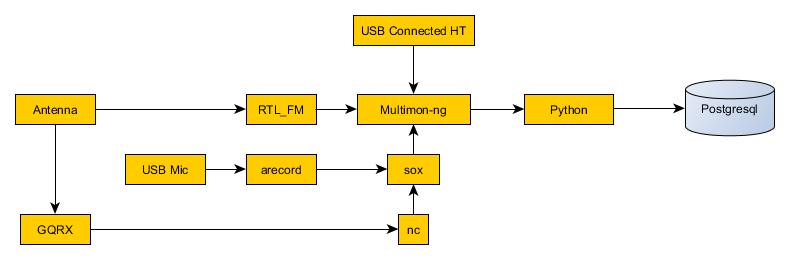 USB Connected HT
Antenna
RTL_FM
Multimon-ng
Python
Postgresql
USB Mic
arecord
sox
GQRX
nc